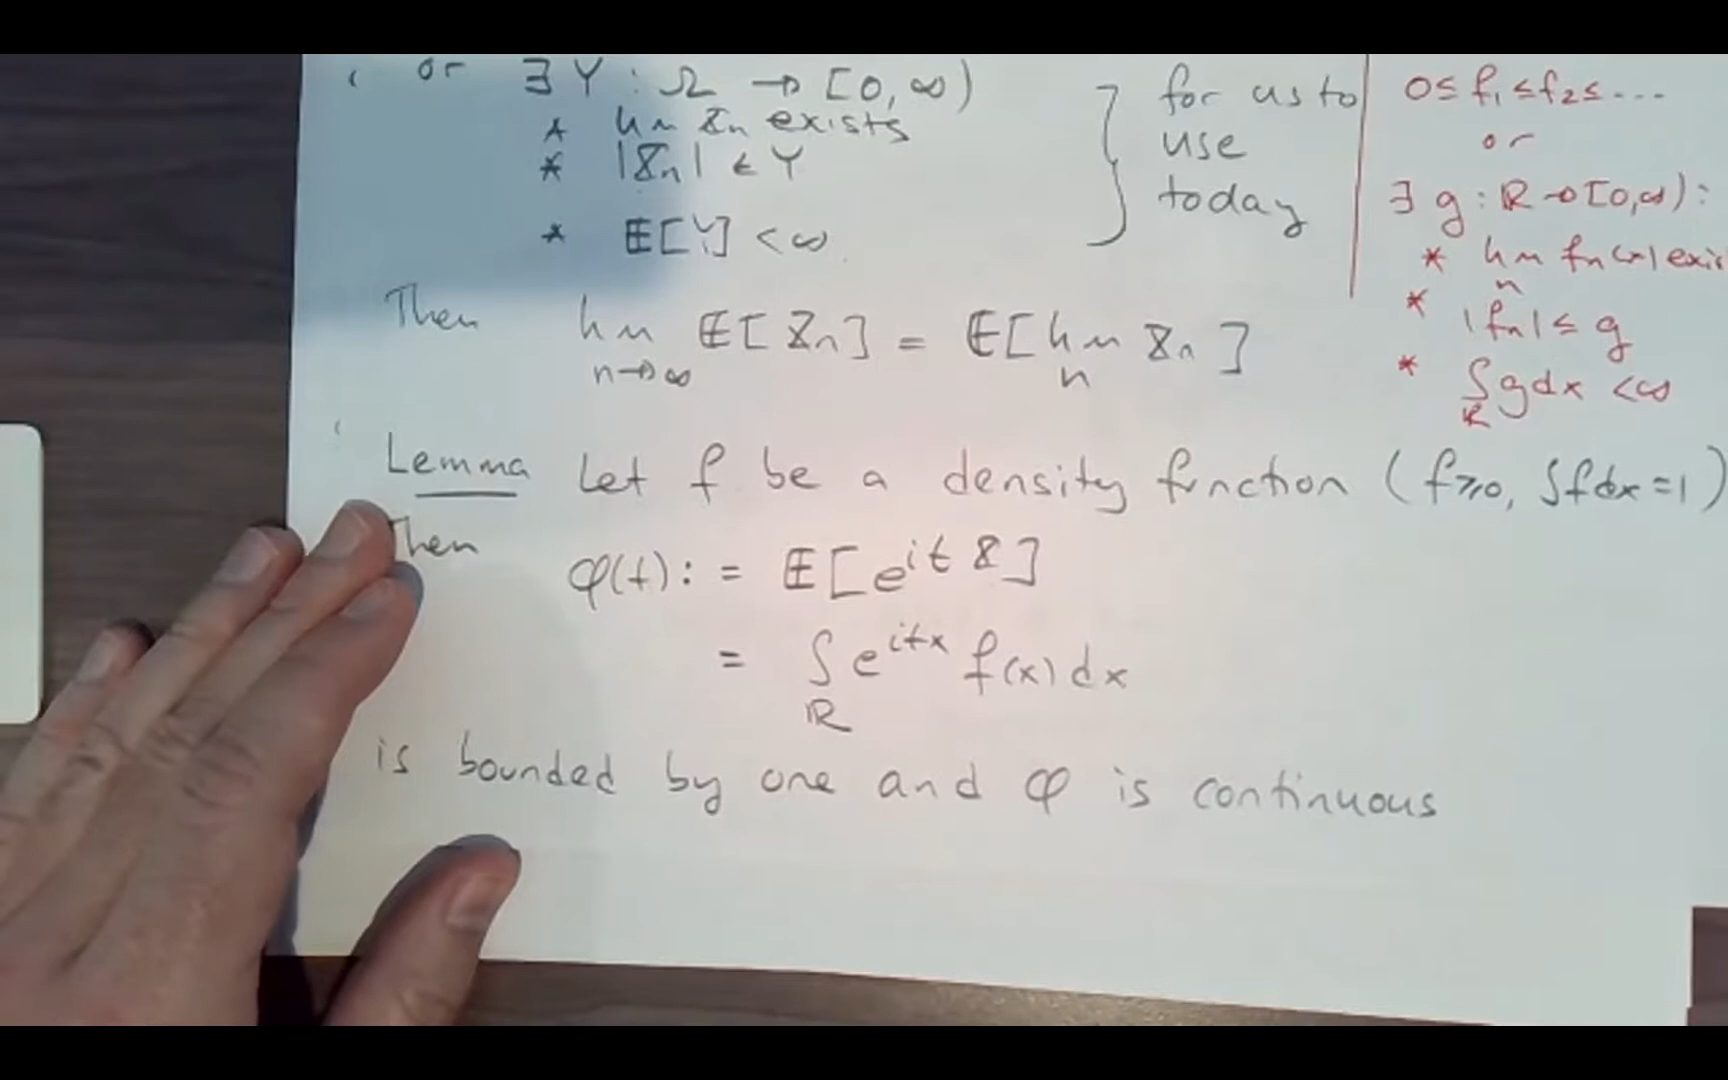 or ∃ Y : Ω → [0, ∞)
* lim Xn exists
* |Xn| ≤ Y
* E[Y] < ∞
} for us to
use
today
0 ≤ f1 ≤ f2 ≤ ...
or
∃ g : R → [0, ∞) :
* lim fn(x) exis
n
* |fn| ≤ g
* ∫ g dx < ∞
R
Then lim E[Xn] = E[lim Xn]
n→∞ n
Lemma Let f be a density function (f ≥ 0, ∫f dx = 1)
Then φ(t) := E[e^{itX}]
= ∫ e^{itx} f(x) dx
R
is bounded by one and φ is continuous